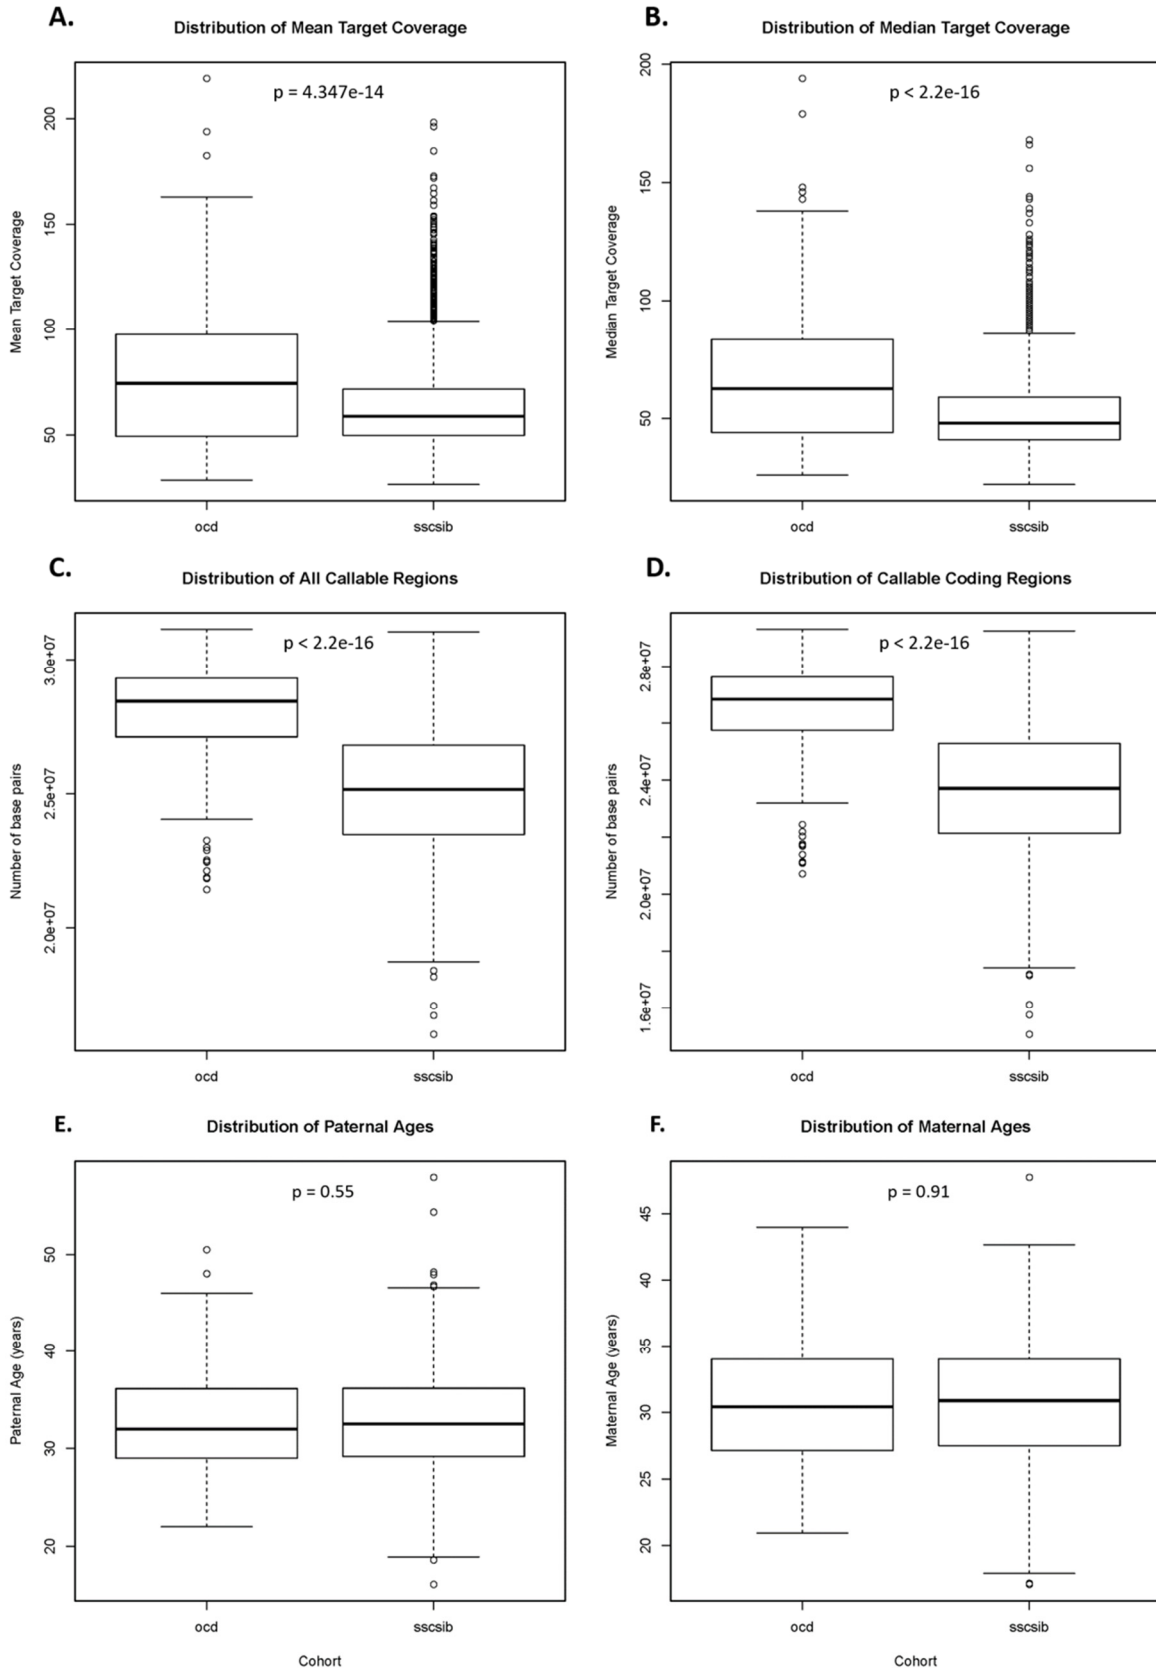 A.
Distribution of Mean Target Coverage
p = 4.347e-14
Mean Target Coverage
200
150
100
50
ocd
sscsib
B.
Distribution of Median Target Coverage
p < 2.2e-16
Median Target Coverage
200
150
100
50
ocd
sscsib
C.
Distribution of All Callable Regions
p < 2.2e-16
Number of base pairs
3.0e+07
2.5e+07
2.0e+07
ocd
sscsib
D.
Distribution of Callable Coding Regions
p < 2.2e-16
Number of base pairs
2.8e+07
2.4e+07
2.0e+07
1.6e+07
ocd
sscsib
E.
Distribution of Paternal Ages
p = 0.55
Paternal Age (years)
50
40
30
20
ocd
sscsib
Cohort
F.
Distribution of Maternal Ages
p = 0.91
Maternal Age (years)
45
40
35
30
25
20
ocd
sscsib
Cohort